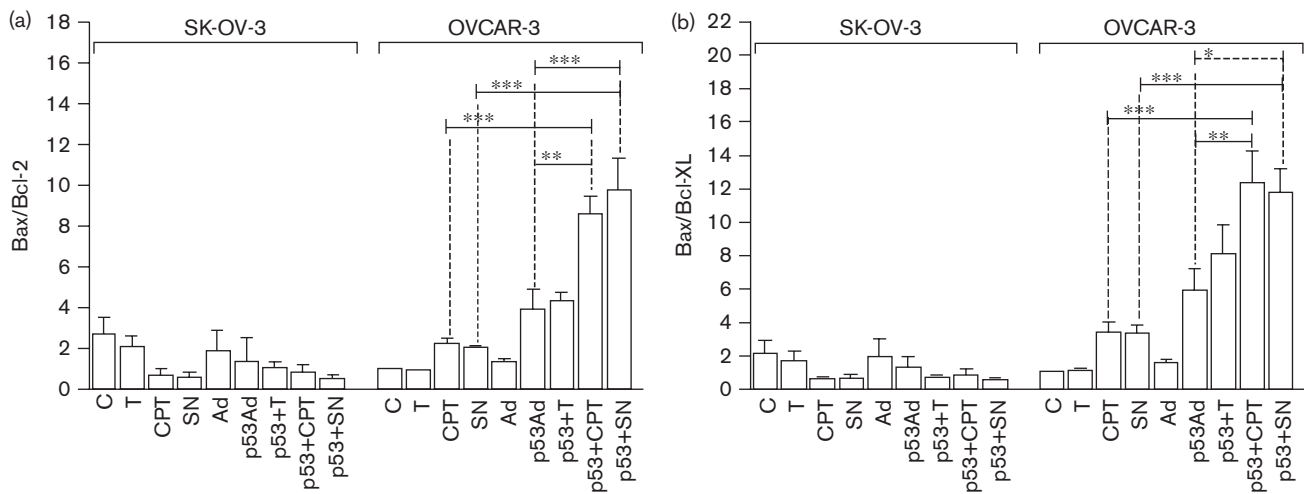 (a)
18
16
14
12
10
8
6
4
2
0
Bax/Bcl-2
SK-OV-3
OVCAR-3
***
***
***
**
C
T
CPT
SN
Ad
p53Ad
p53+T
p53+CPT
p53+SN
C
T
CPT
SN
Ad
p53Ad
p53+T
p53+CPT
p53+SN
(b)
22
20
18
16
14
12
10
8
6
4
2
0
Bax/Bcl-XL
SK-OV-3
OVCAR-3
*
***
***
**
C
T
CPT
SN
Ad
p53Ad
p53+T
p53+CPT
p53+SN
C
T
CPT
SN
Ad
p53Ad
p53+T
p53+CPT
p53+SN